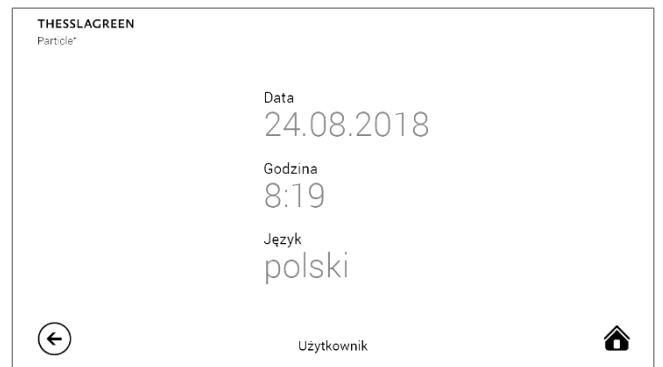 THESSLAGREEN
Particle⁺
Data
24.08.2018
Godzina
8:19
Język
polski
Użytkownik